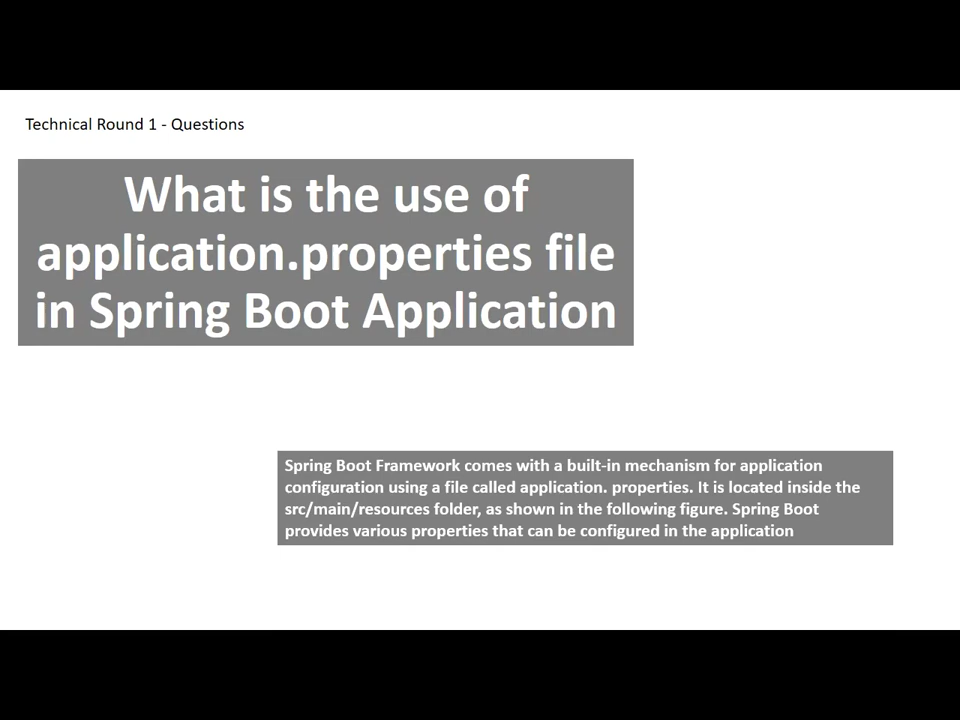 Technical Round 1 - Questions
What is the use of
application.properties file
in Spring Boot Application
Spring Boot Framework comes with a built-in mechanism for application
configuration using a file called application. properties. It is located inside the
src/main/resources folder, as shown in the following figure. Spring Boot
provides various properties that can be configured in the application